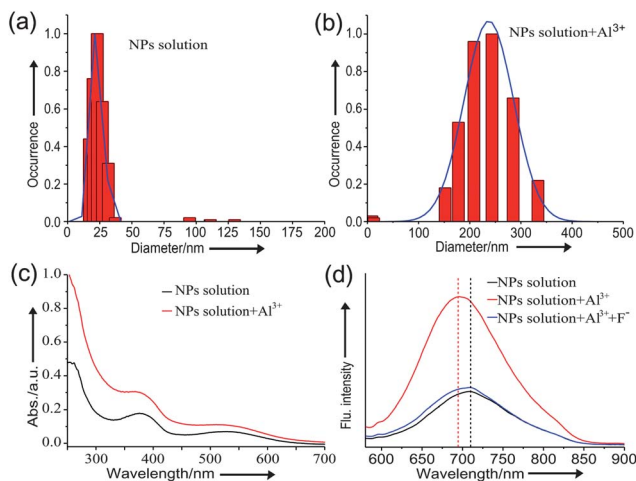 (a)
NPs solution
Occurrence
1.0
0.8
0.6
0.4
0.2
0.0
0 25 50 75 100 125 150 175 200
Diameter/nm
(b)
NPs solution+Al³⁺
Occurrence
1.0
0.8
0.6
0.4
0.2
0.0
0 100 200 300 400 500
Diameter/nm
(c)
NPs solution
NPs solution+Al³⁺
Abs./a.u.
1.0
0.8
0.6
0.4
0.2
0.0
300 400 500 600 700
Wavelength/nm
(d)
NPs solution
NPs solution+Al³⁺
NPs solution+Al³⁺+F⁻
Flu. intensity
600 700 800 900
Wavelength/nm